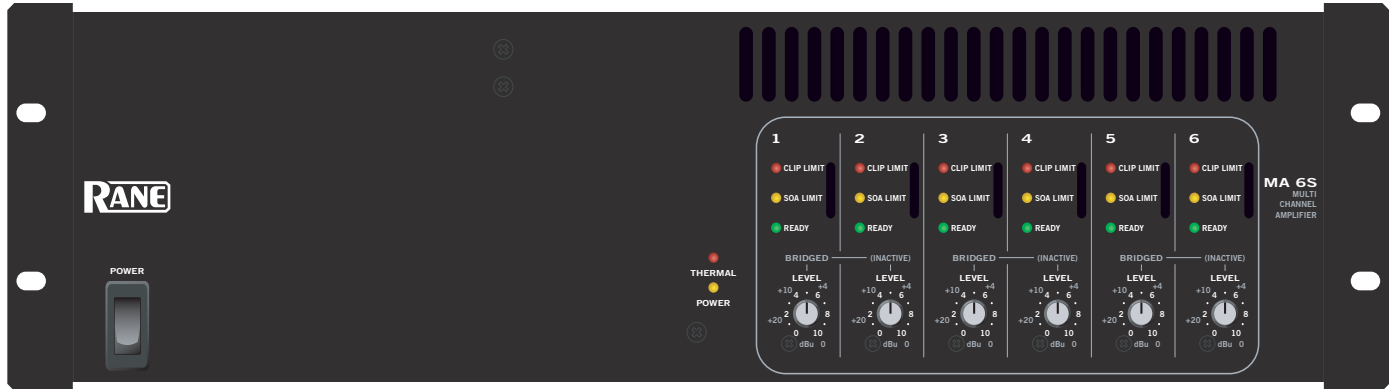 RANE
POWER
THERMAL
POWER
1 2 3 4 5 6
CLIP LIMIT CLIP LIMIT CLIP LIMIT CLIP LIMIT CLIP LIMIT CLIP LIMIT
SOA LIMIT SOA LIMIT SOA LIMIT SOA LIMIT SOA LIMIT SOA LIMIT
READY READY READY READY READY READY
BRIDGED (INACTIVE) BRIDGED (INACTIVE) BRIDGED (INACTIVE)
LEVEL LEVEL LEVEL LEVEL LEVEL LEVEL
+10 +4 +10 +4 +10 +4 +10 +4 +10 +4 +10 +4
4 6 4 6 4 6 4 6 4 6 4 6
+20 2 8 +20 2 8 +20 2 8 +20 2 8 +20 2 8 +20 2 8
0 10 0 10 0 10 0 10 0 10 0 10
dBu 0 dBu 0 dBu 0 dBu 0 dBu 0 dBu 0
MA 6S
MULTI
CHANNEL
AMPLIFIER